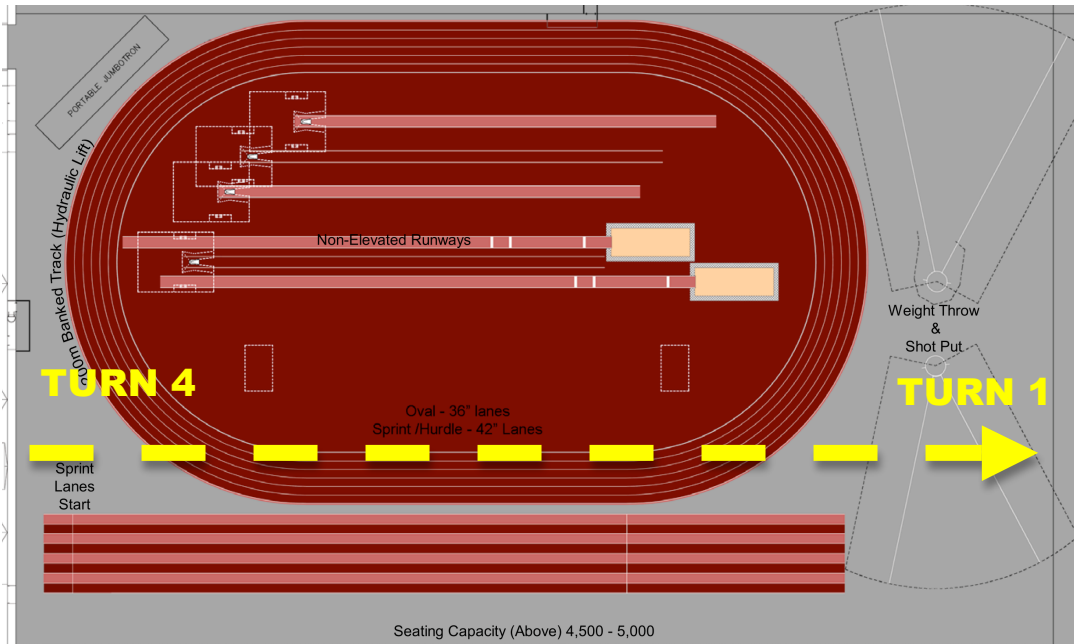 PORTABLE JUMBOTRON
200m Banked Track (Hydraulic Lift)
Non-Elevated Runways
Weight Throw
&
Shot Put
TURN 4
TURN 1
Oval - 36" lanes
Sprint /Hurdle - 42" Lanes
Sprint
Lanes
Start
Seating Capacity (Above) 4,500 - 5,000